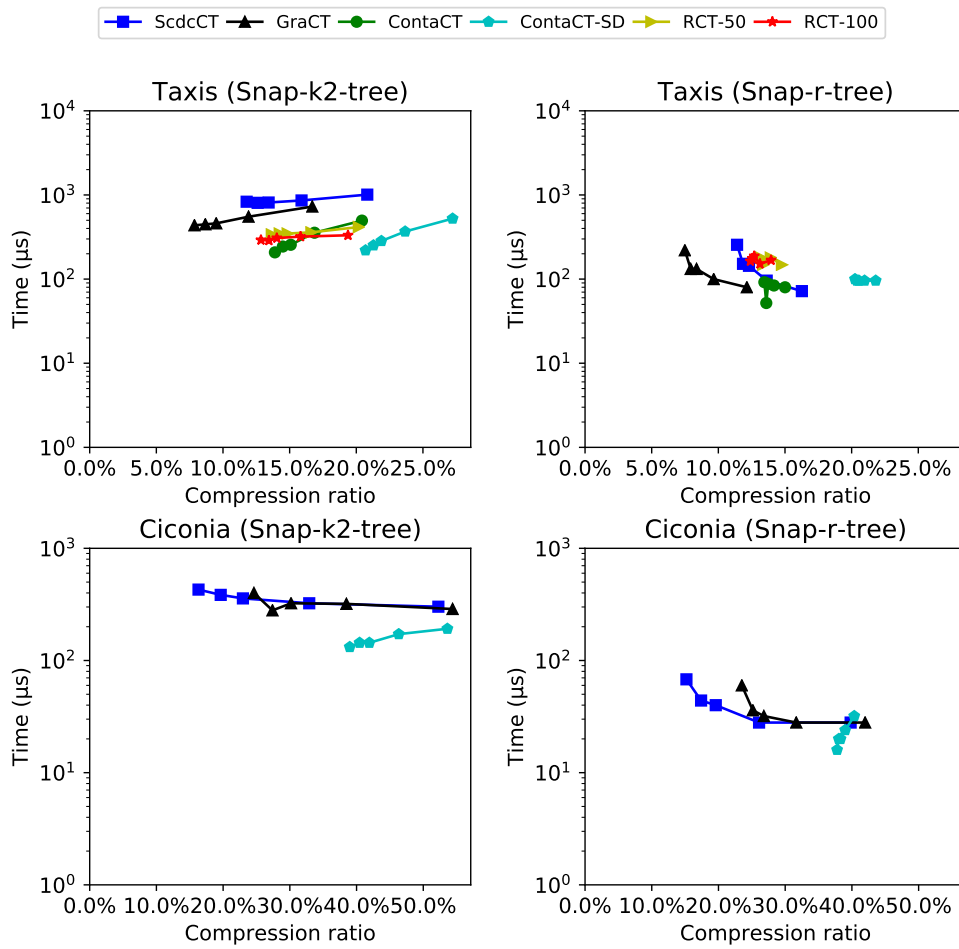 ScdcCT GraCT ContaCT ContaCT-SD RCT-50 RCT-100
Taxis (Snap-k2-tree)
10^4
10^3
10^2
10^1
10^0
Time (µs)
0.0% 5.0% 10.0% 15.0% 20.0% 25.0%
Compression ratio
Taxis (Snap-r-tree)
10^4
10^3
10^2
10^1
10^0
Time (µs)
0.0% 5.0% 10.0% 15.0% 20.0% 25.0%
Compression ratio
Ciconia (Snap-k2-tree)
10^3
10^2
10^1
10^0
Time (µs)
0.0% 10.0% 20.0% 30.0% 40.0% 50.0%
Compression ratio
Ciconia (Snap-r-tree)
10^3
10^2
10^1
10^0
Time (µs)
0.0% 10.0% 20.0% 30.0% 40.0% 50.0%
Compression ratio